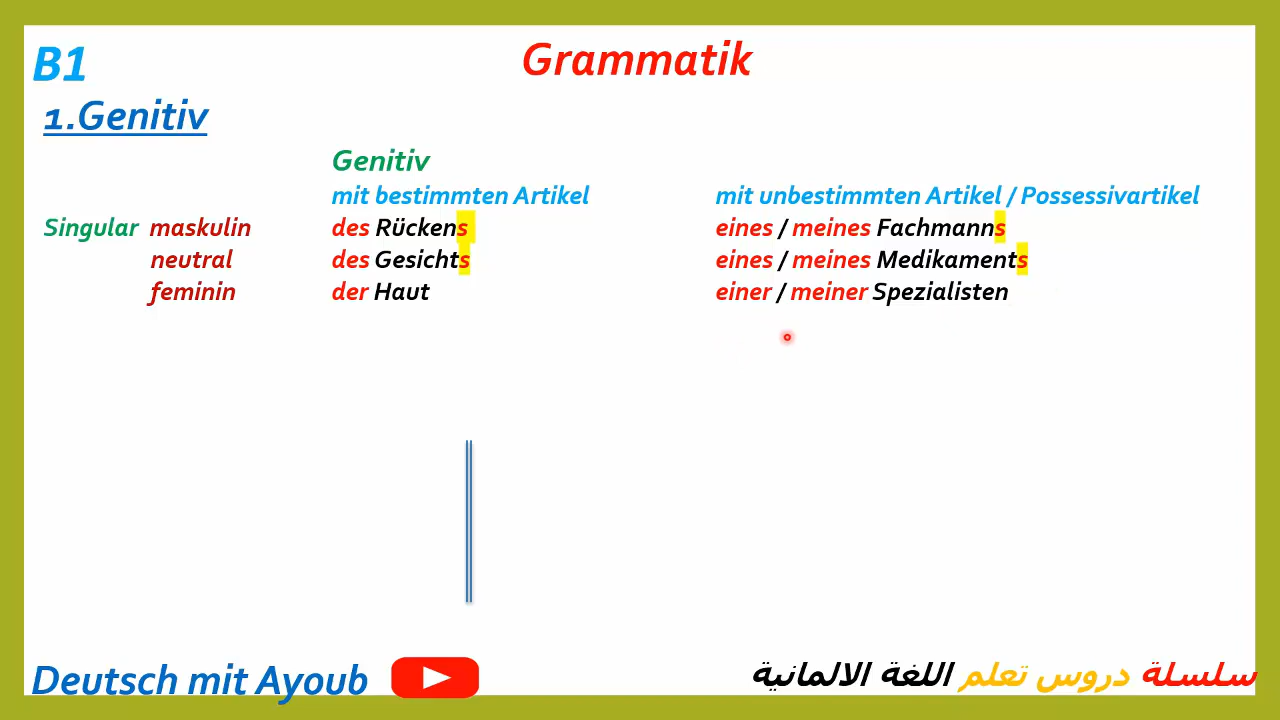 B1
Grammatik
1.Genitiv
Genitiv
mit bestimmten Artikel mit unbestimmten Artikel / Possessivartikel
Singular maskulin des Rückens eines / meines Fachmanns
neutral des Gesichts eines / meines Medikaments
feminin der Haut einer / meiner Spezialisten
Deutsch mit Ayoub
سلسلة دروس تعلم اللغة الالمانية